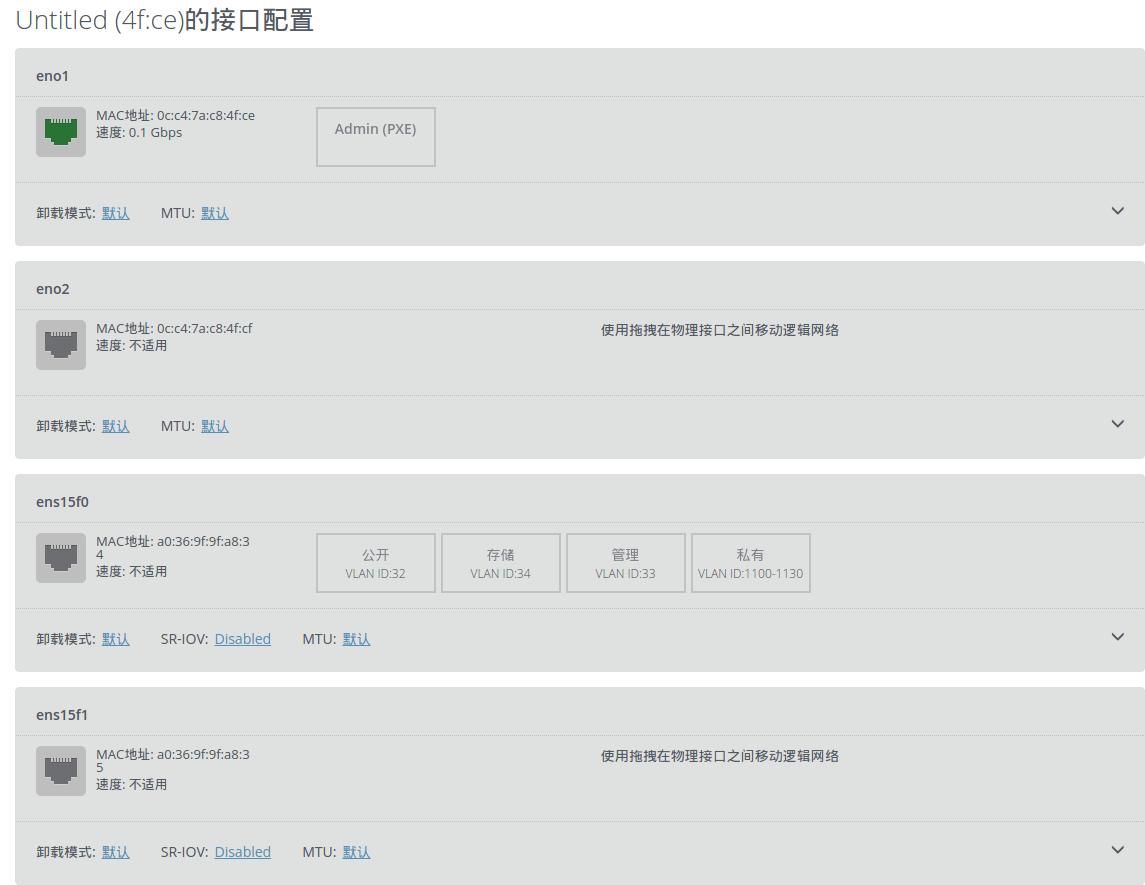 Untitled (4f:ce)的接口配置
eno1
MAC地址: 0c:c4:7a:c8:4f:ce
速度: 0.1 Gbps
Admin (PXE)
卸载模式: 默认 MTU: 默认
eno2
MAC地址: 0c:c4:7a:c8:4f:cf
速度: 不适用
使用拖拽在物理接口之间移动逻辑网络
卸载模式: 默认 MTU: 默认
ens15f0
MAC地址: a0:36:9f:9f:a8:3
4
速度: 不适用
公开 存储 管理 私有
VLAN ID:32 VLAN ID:34 VLAN ID:33 VLAN ID:1100-1130
卸载模式: 默认 SR-IOV: Disabled MTU: 默认
ens15f1
MAC地址: a0:36:9f:9f:a8:3
5
速度: 不适用
使用拖拽在物理接口之间移动逻辑网络
卸载模式: 默认 SR-IOV: Disabled MTU: 默认